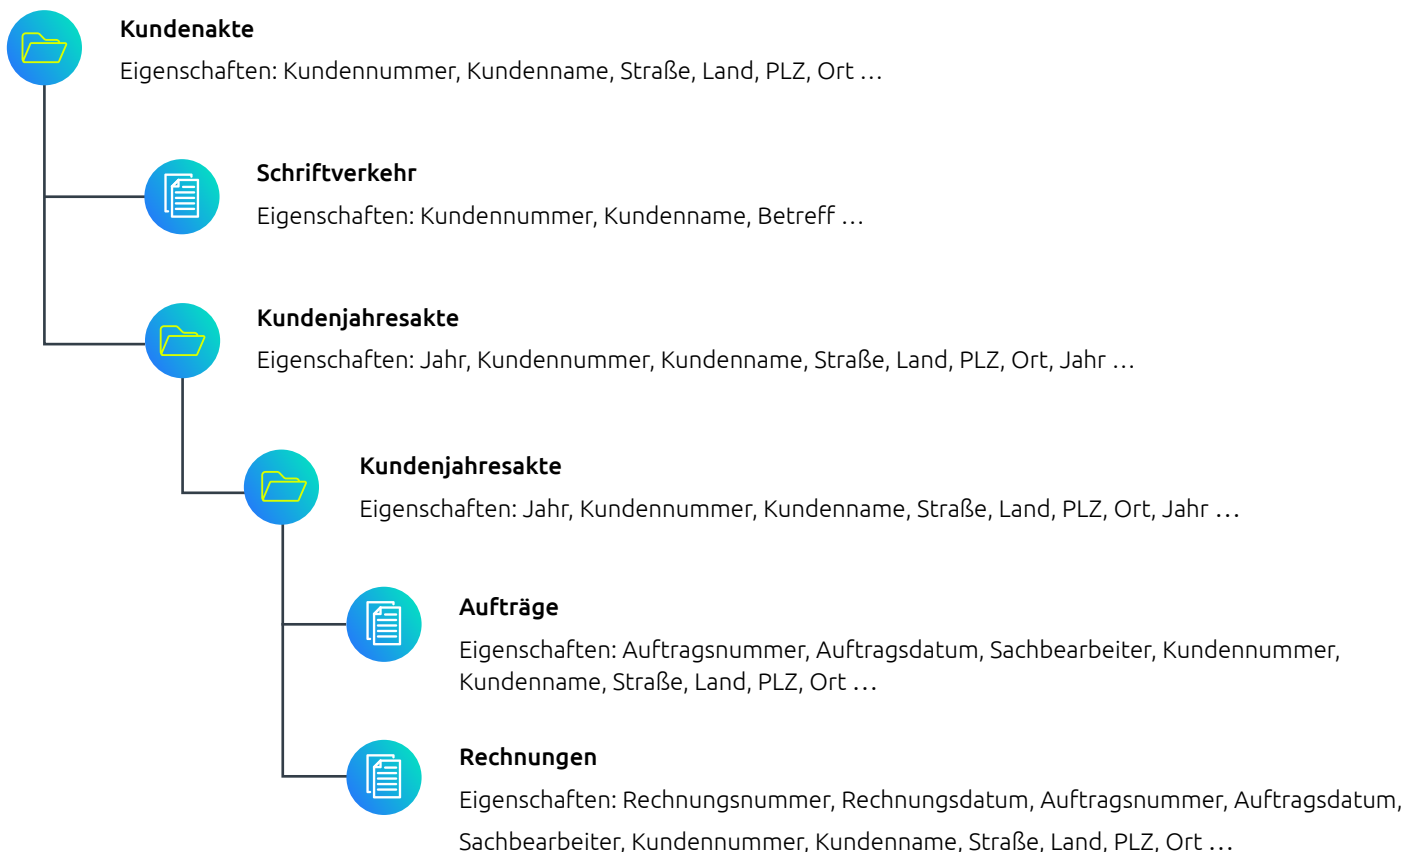 Kundenakte
Eigenschaften: Kundennummer, Kundenname, Straße, Land, PLZ, Ort …
Schriftverkehr
Eigenschaften: Kundennummer, Kundenname, Betreff …
Kundenjahresakte
Eigenschaften: Jahr, Kundennummer, Kundenname, Straße, Land, PLZ, Ort, Jahr …
Kundenjahresakte
Eigenschaften: Jahr, Kundennummer, Kundenname, Straße, Land, PLZ, Ort, Jahr …
Aufträge
Eigenschaften: Auftragsnummer, Auftragsdatum, Sachbearbeiter, Kundennummer,
Kundenname, Straße, Land, PLZ, Ort …
Rechnungen
Eigenschaften: Rechnungsnummer, Rechnungsdatum, Auftragsnummer, Auftragsdatum,
Sachbearbeiter, Kundennummer, Kundenname, Straße, Land, PLZ, Ort …